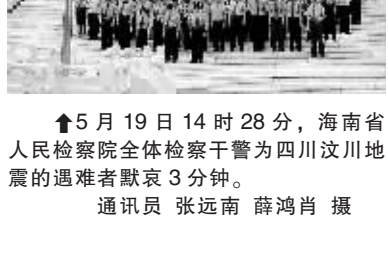 ⬆5 月 19 日 14 时 28 分，海南省
人民检察院全体检察干警为四川汶川地
震的遇难者默哀 3 分钟。
通讯员 张远南 薛鸿肖 摄